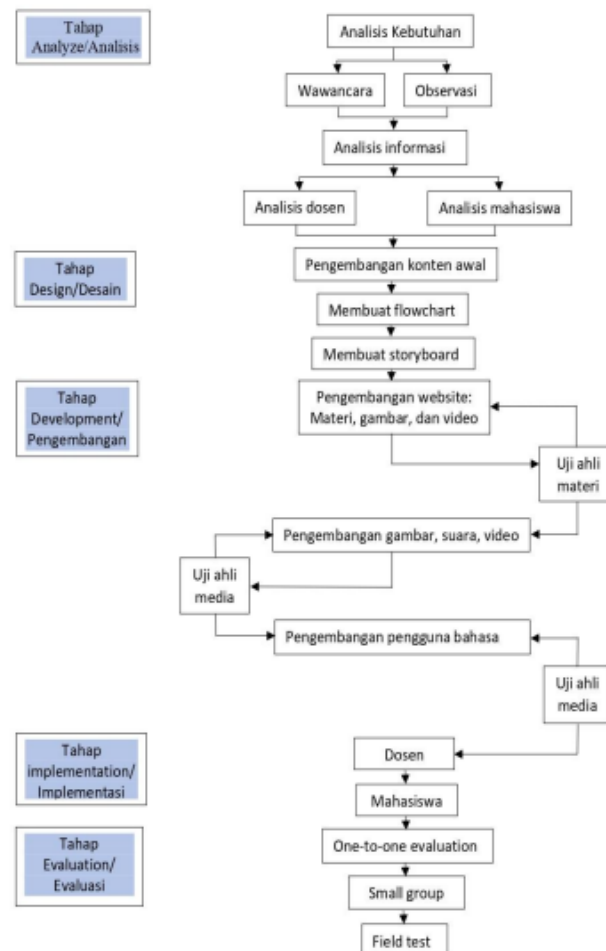 Tahap
Analyze/Analisis
Analisis Kebutuhan
Wawancara
Observasi
Analisis informasi
Analisis dosen
Analisis mahasiswa
Tahap
Design/Desain
Pengembangan konten awal
Membuat flowchart
Membuat storyboard
Tahap
Development/
Pengembangan
Pengembangan website:
Materi, gambar, dan video
Uji ahli
materi
Pengembangan gambar, suara, video
Uji ahli
media
Pengembangan pengguna bahasa
Uji ahli
media
Tahap
implementation/
Implementasi
Dosen
Mahasiswa
Tahap
Evaluation/
Evaluasi
One-to-one evaluation
Small group
Field test